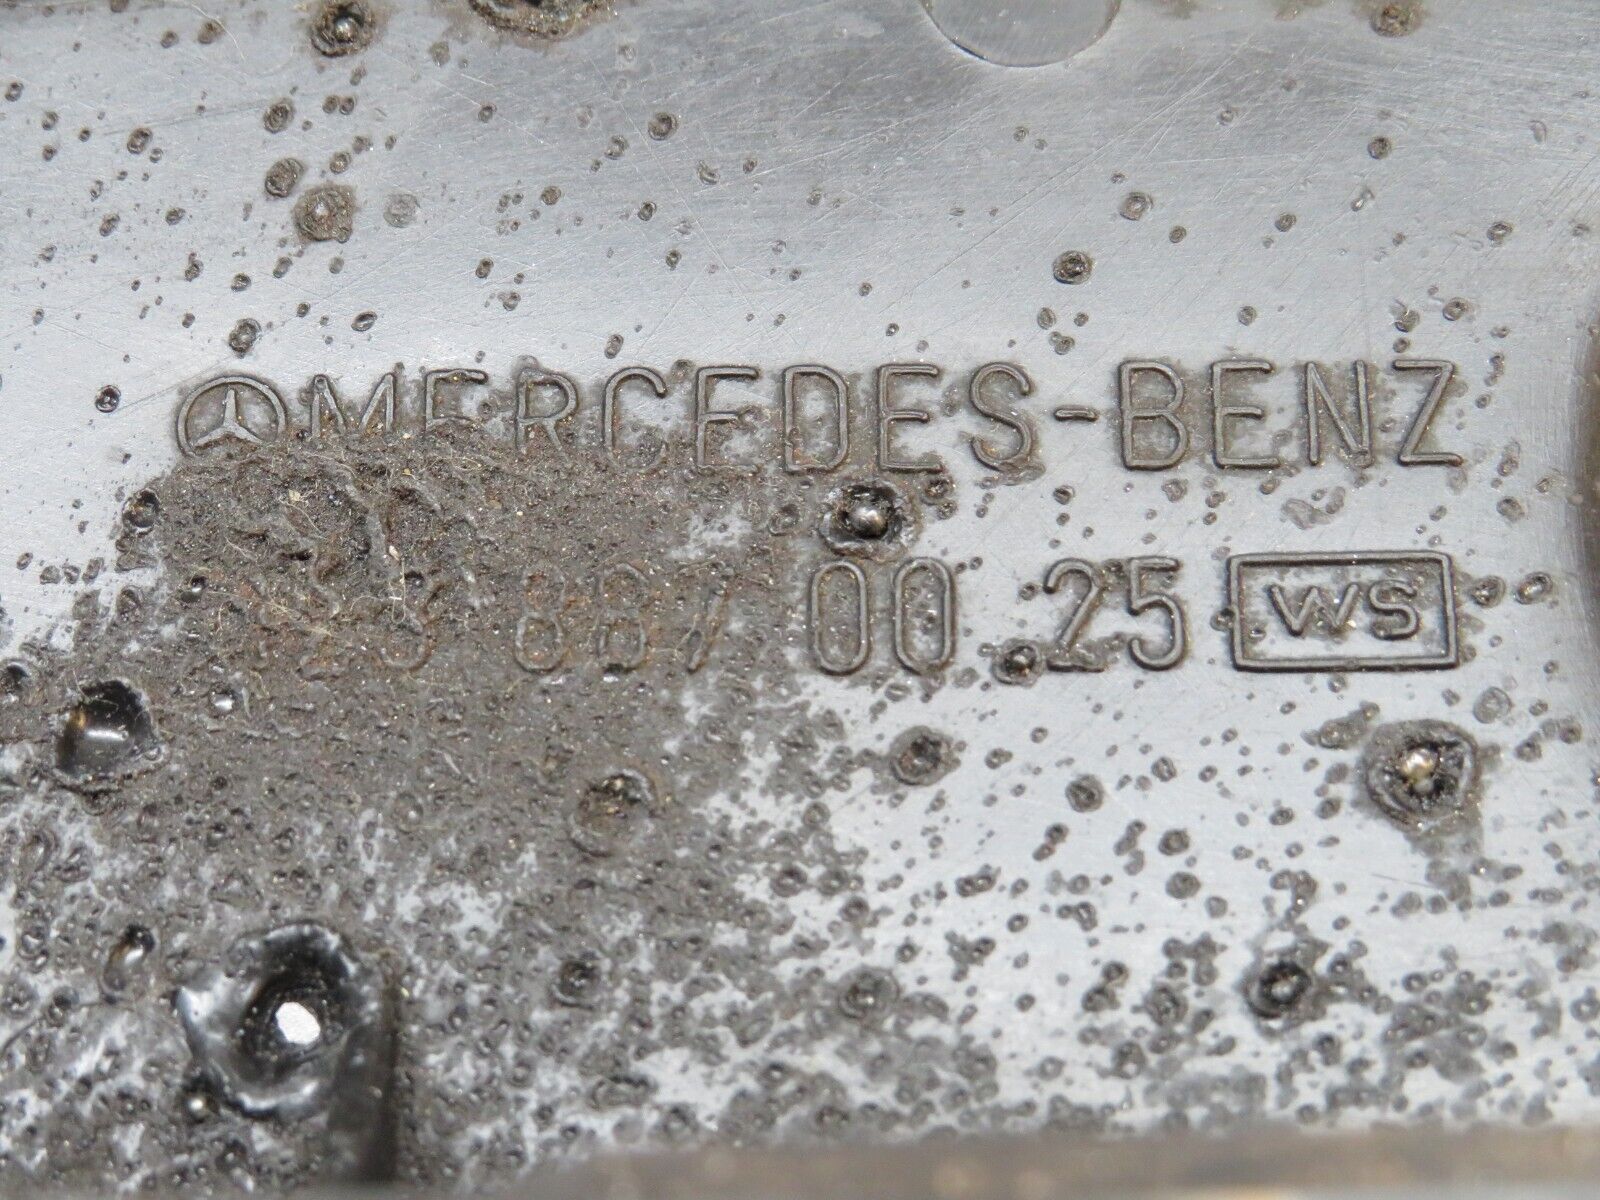 MERCEDES-BENZ
887 00 25 WS